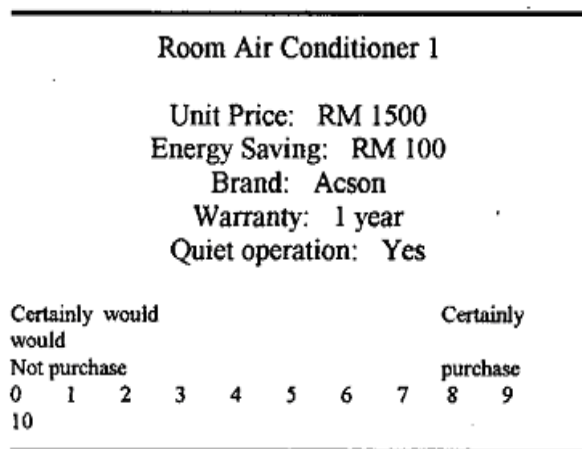 Room Air Conditioner 1
Unit Price: RM 1500
Energy Saving: RM 100
Brand: Acson
Warranty: 1 year
Quiet operation: Yes
Certainly would Certainly
would
Not purchase purchase
0 1 2 3 4 5 6 7 8 9
10